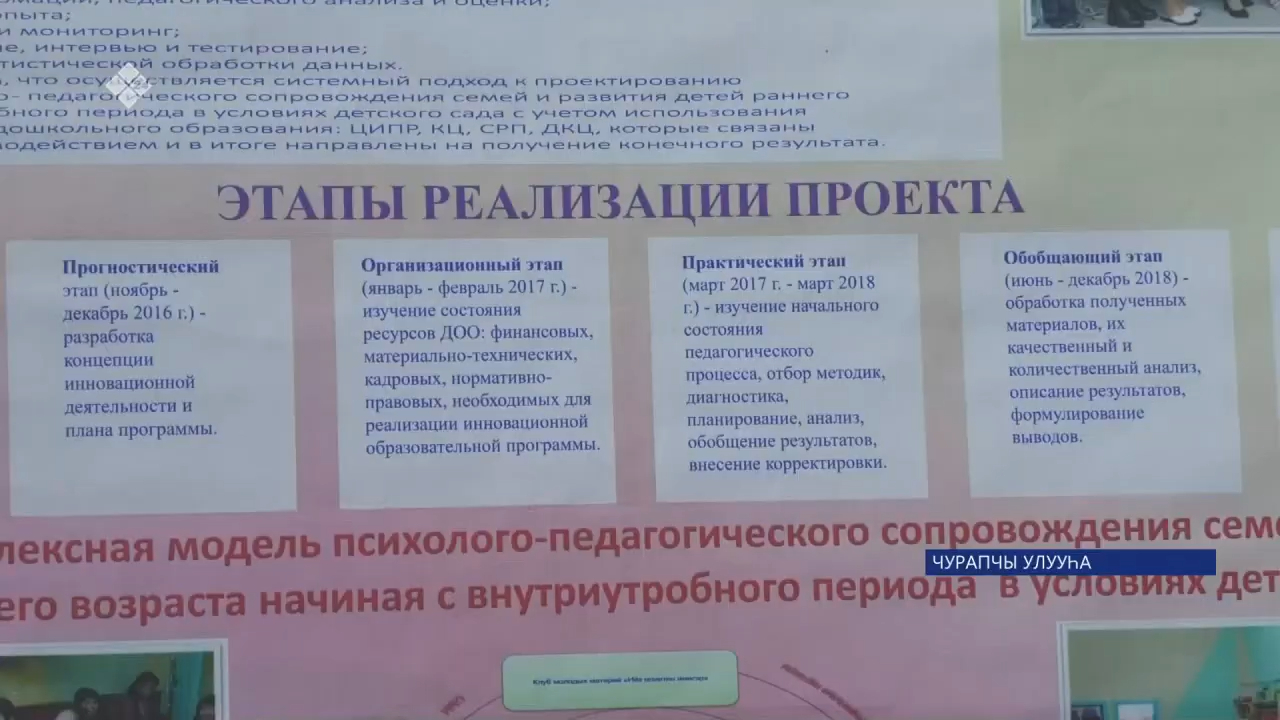 педагогического анализа и оценки;
опыта;
и мониторинг;
интервью и тестирование;
обработки данных.
что осуществляется системный подход к проектированию
педагогического сопровождения семей и развития детей раннего
периода в условиях детского сада с учетом использования
дошкольного образования: ЦИПР, КЦ, СРП, ДКЦ, которые связаны
и в итоге направлены на получение конечного результата.
ЭТАПЫ РЕАЛИЗАЦИИ ПРОЕКТА
Прогностический
этап (ноябрь -
декабрь 2016 г.) -
разработка
концепции
инновационной
деятельности и
плана программы.
Организационный этап
(январь - февраль 2017 г.) -
изучение состояния
ресурсов ДОО: финансовых,
материально-технических,
кадровых, нормативно-
правовых, необходимых для
реализации инновационной
образовательной программы.
Практический этап
(март 2017 г. - март 2018
г.) - изучение начального
состояния
педагогического
процесса, отбор методик,
диагностика,
планирование, анализ,
обобщение результатов,
внесение корректировки.
Обобщающий этап
(июнь - декабрь 2018) -
обработка полученных
материалов, их
качественный и
количественный анализ,
описание результатов,
формулирование
выводов.
лексная модель психолого-педагогического сопровождения сем
его возраста начиная с внутриутробного периода в условиях дет
ЧУРАПЧЫ УЛУУҺА